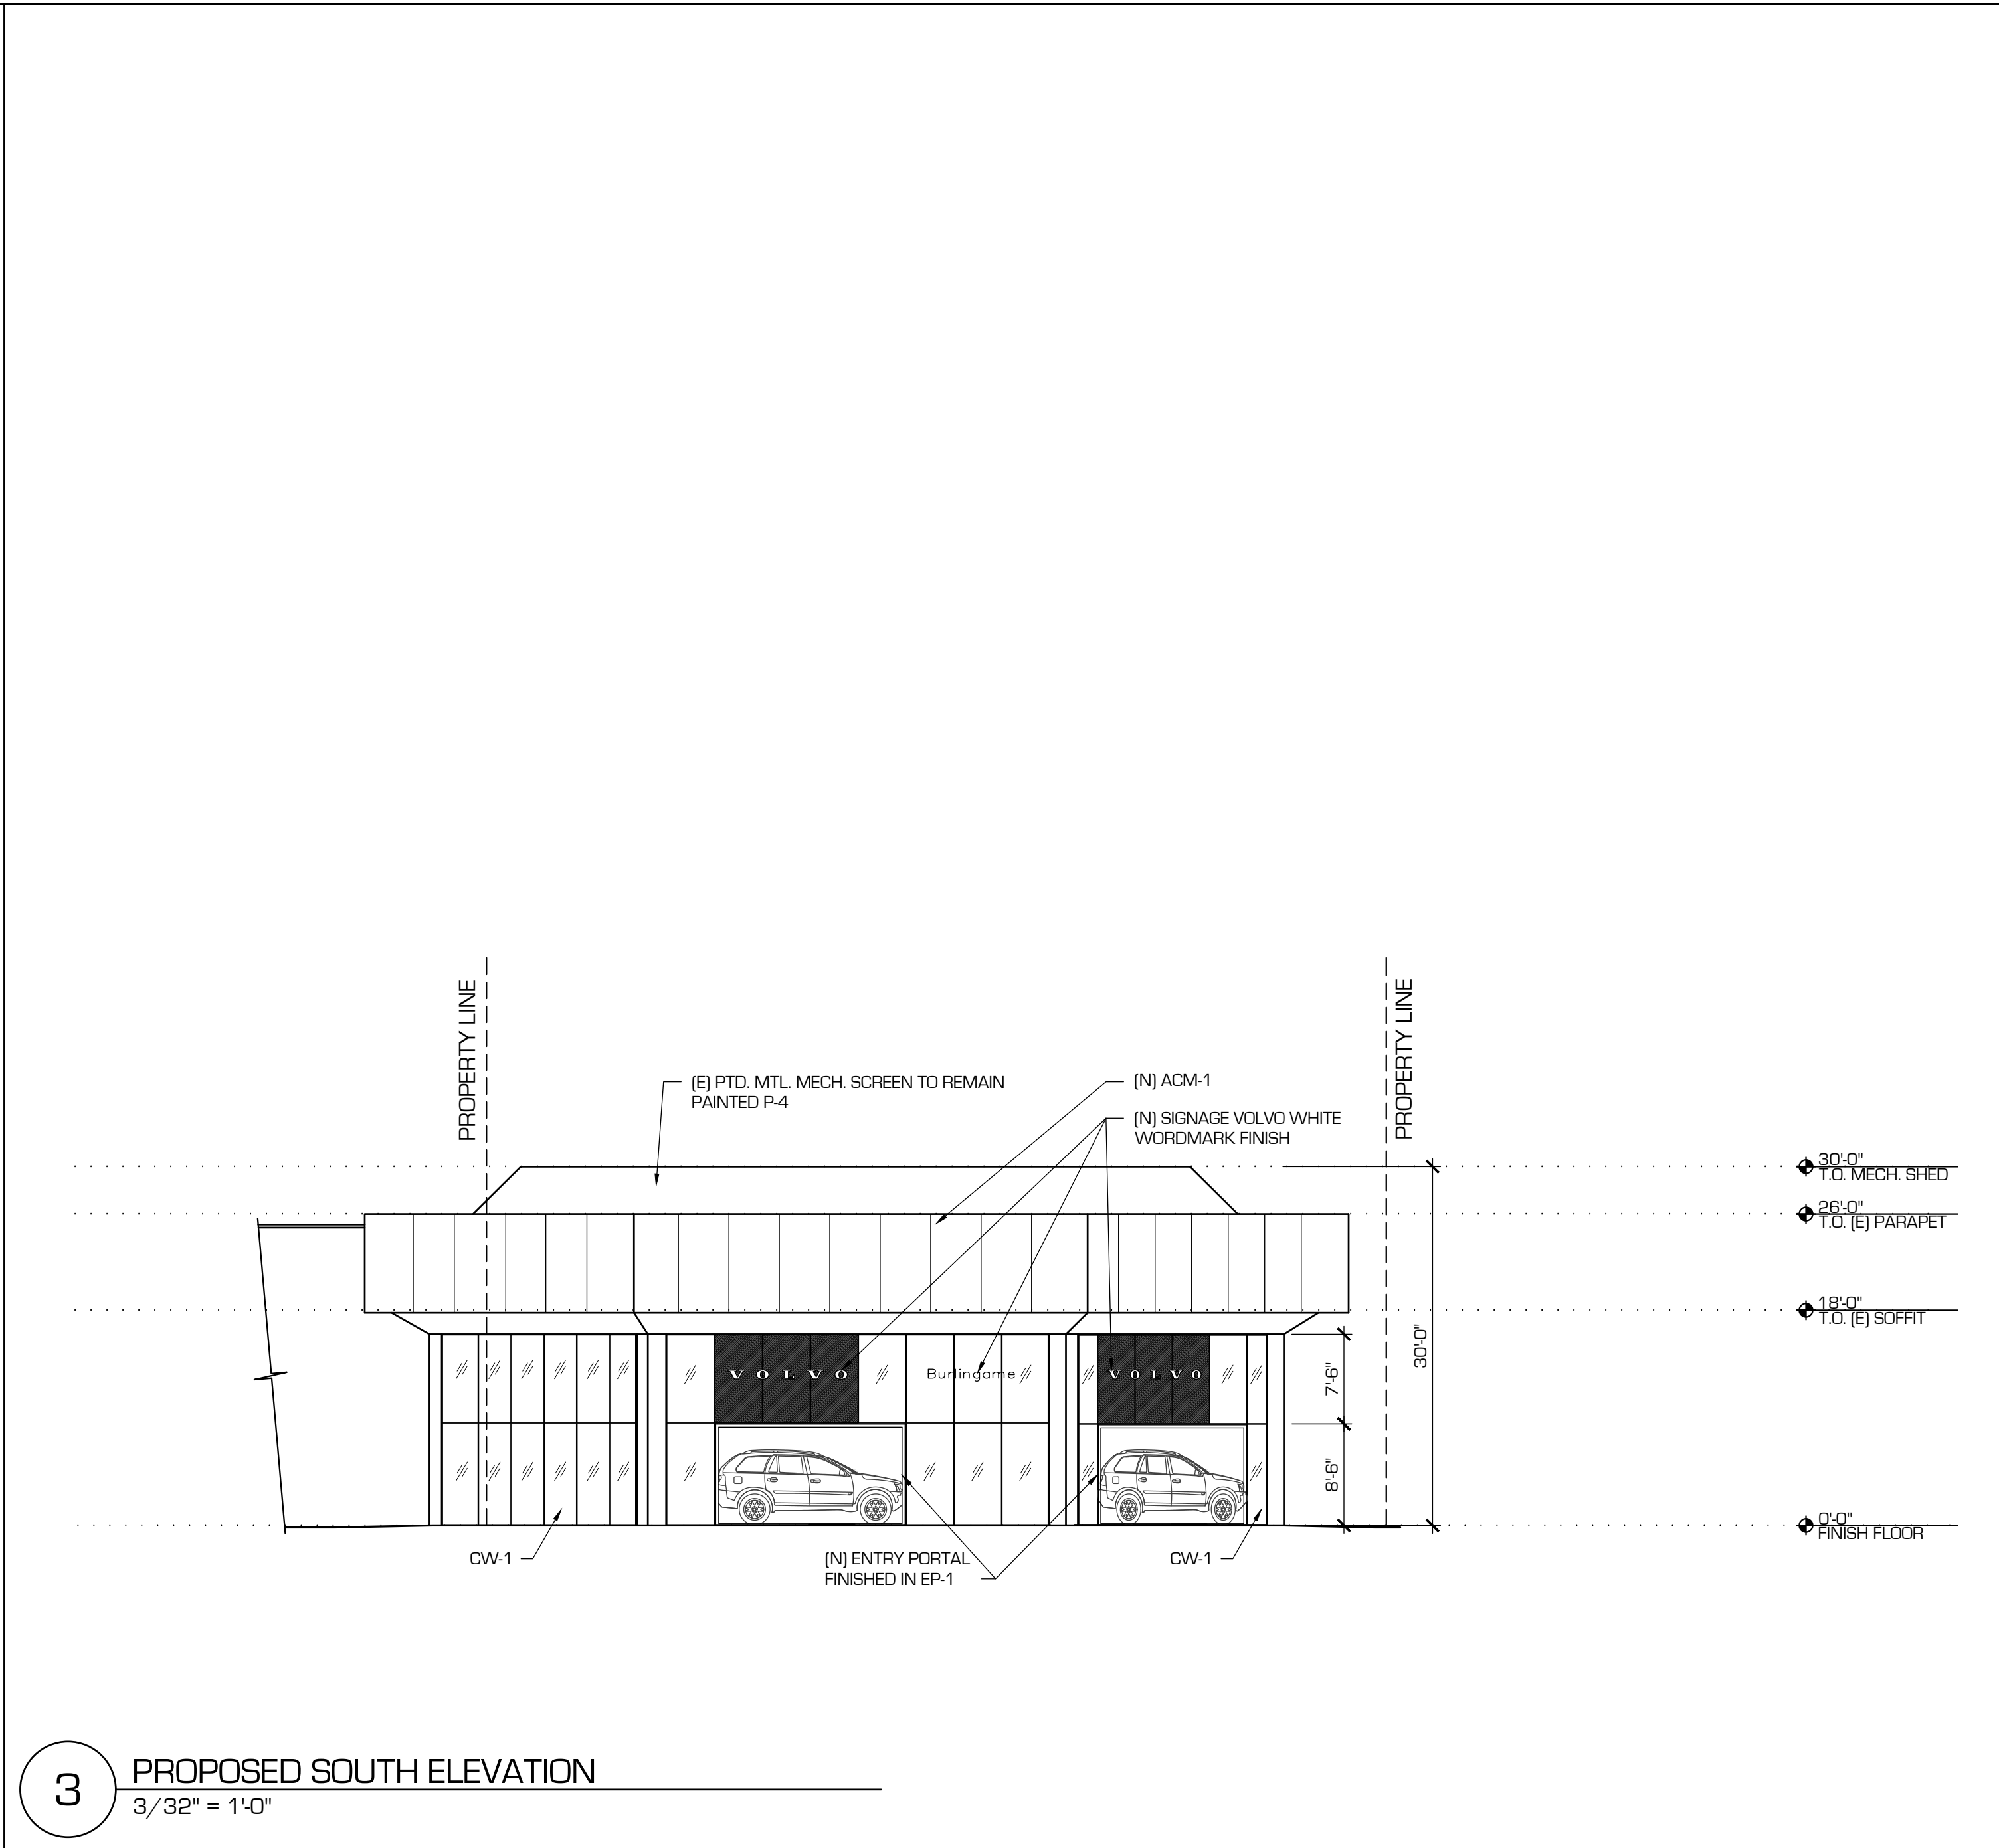 PROPERTY LINE
PROPERTY LINE
(E) PTD. MTL. MECH. SCREEN TO REMAIN
PAINTED P-4
(N) ACM-1
(N) SIGNAGE VOLVO WHITE
WORDMARK FINISH
30'-0"
T.O. MECH. SHED
26'-0"
T.O. (E) PARAPET
18'-0"
T.O. (E) SOFFIT
30'-0"
7'-6"
8'-6"
VOLVO
Burlingame
VOLVO
0'-0"
FINISH FLOOR
CW-1
(N) ENTRY PORTAL
FINISHED IN EP-1
CW-1
3
PROPOSED SOUTH ELEVATION
3/32" = 1'-0"